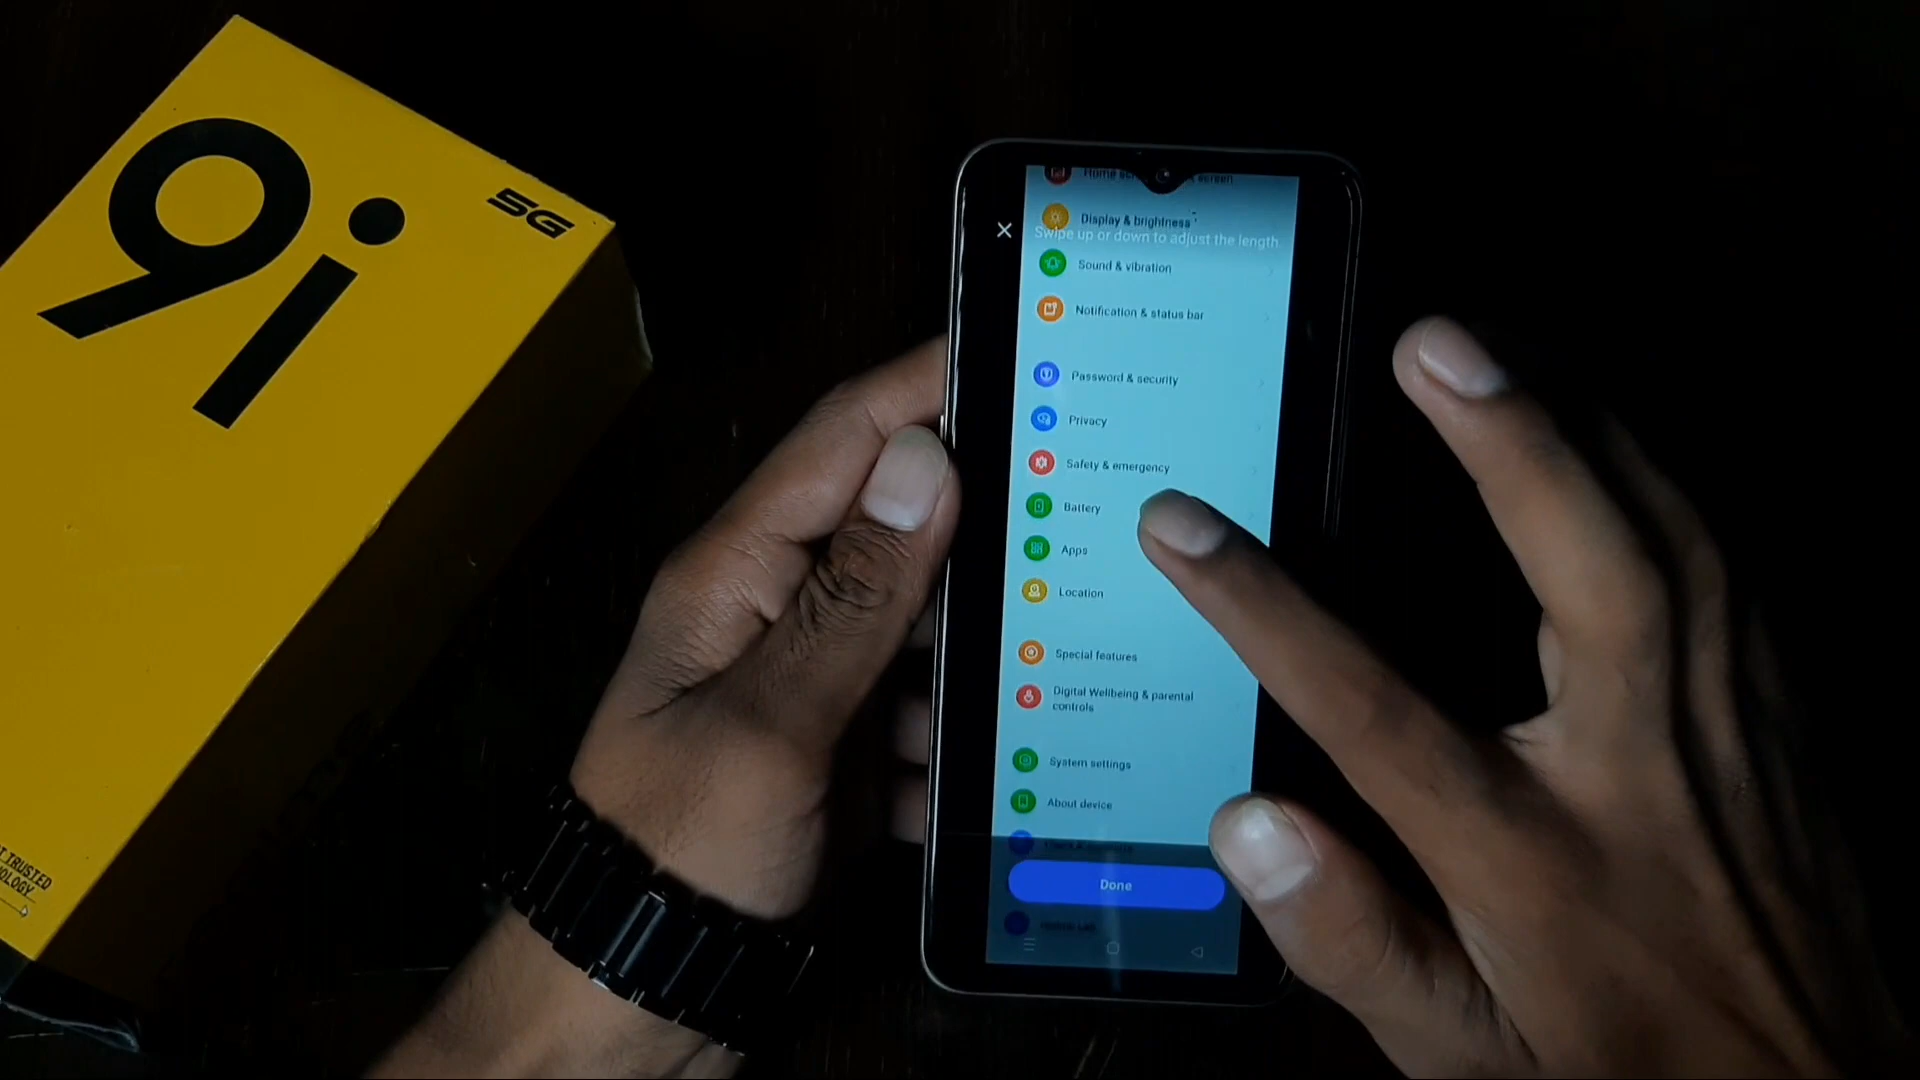 9i
5G
TRUSTED
Display & brightness
Swipe up or down to adjust the length
Sound & vibration
Notification & status bar
Password & security
Privacy
Safety & emergency
Battery
Apps
Location
Special features
Digital Wellbeing & parental
controls
System settings
About device
Done